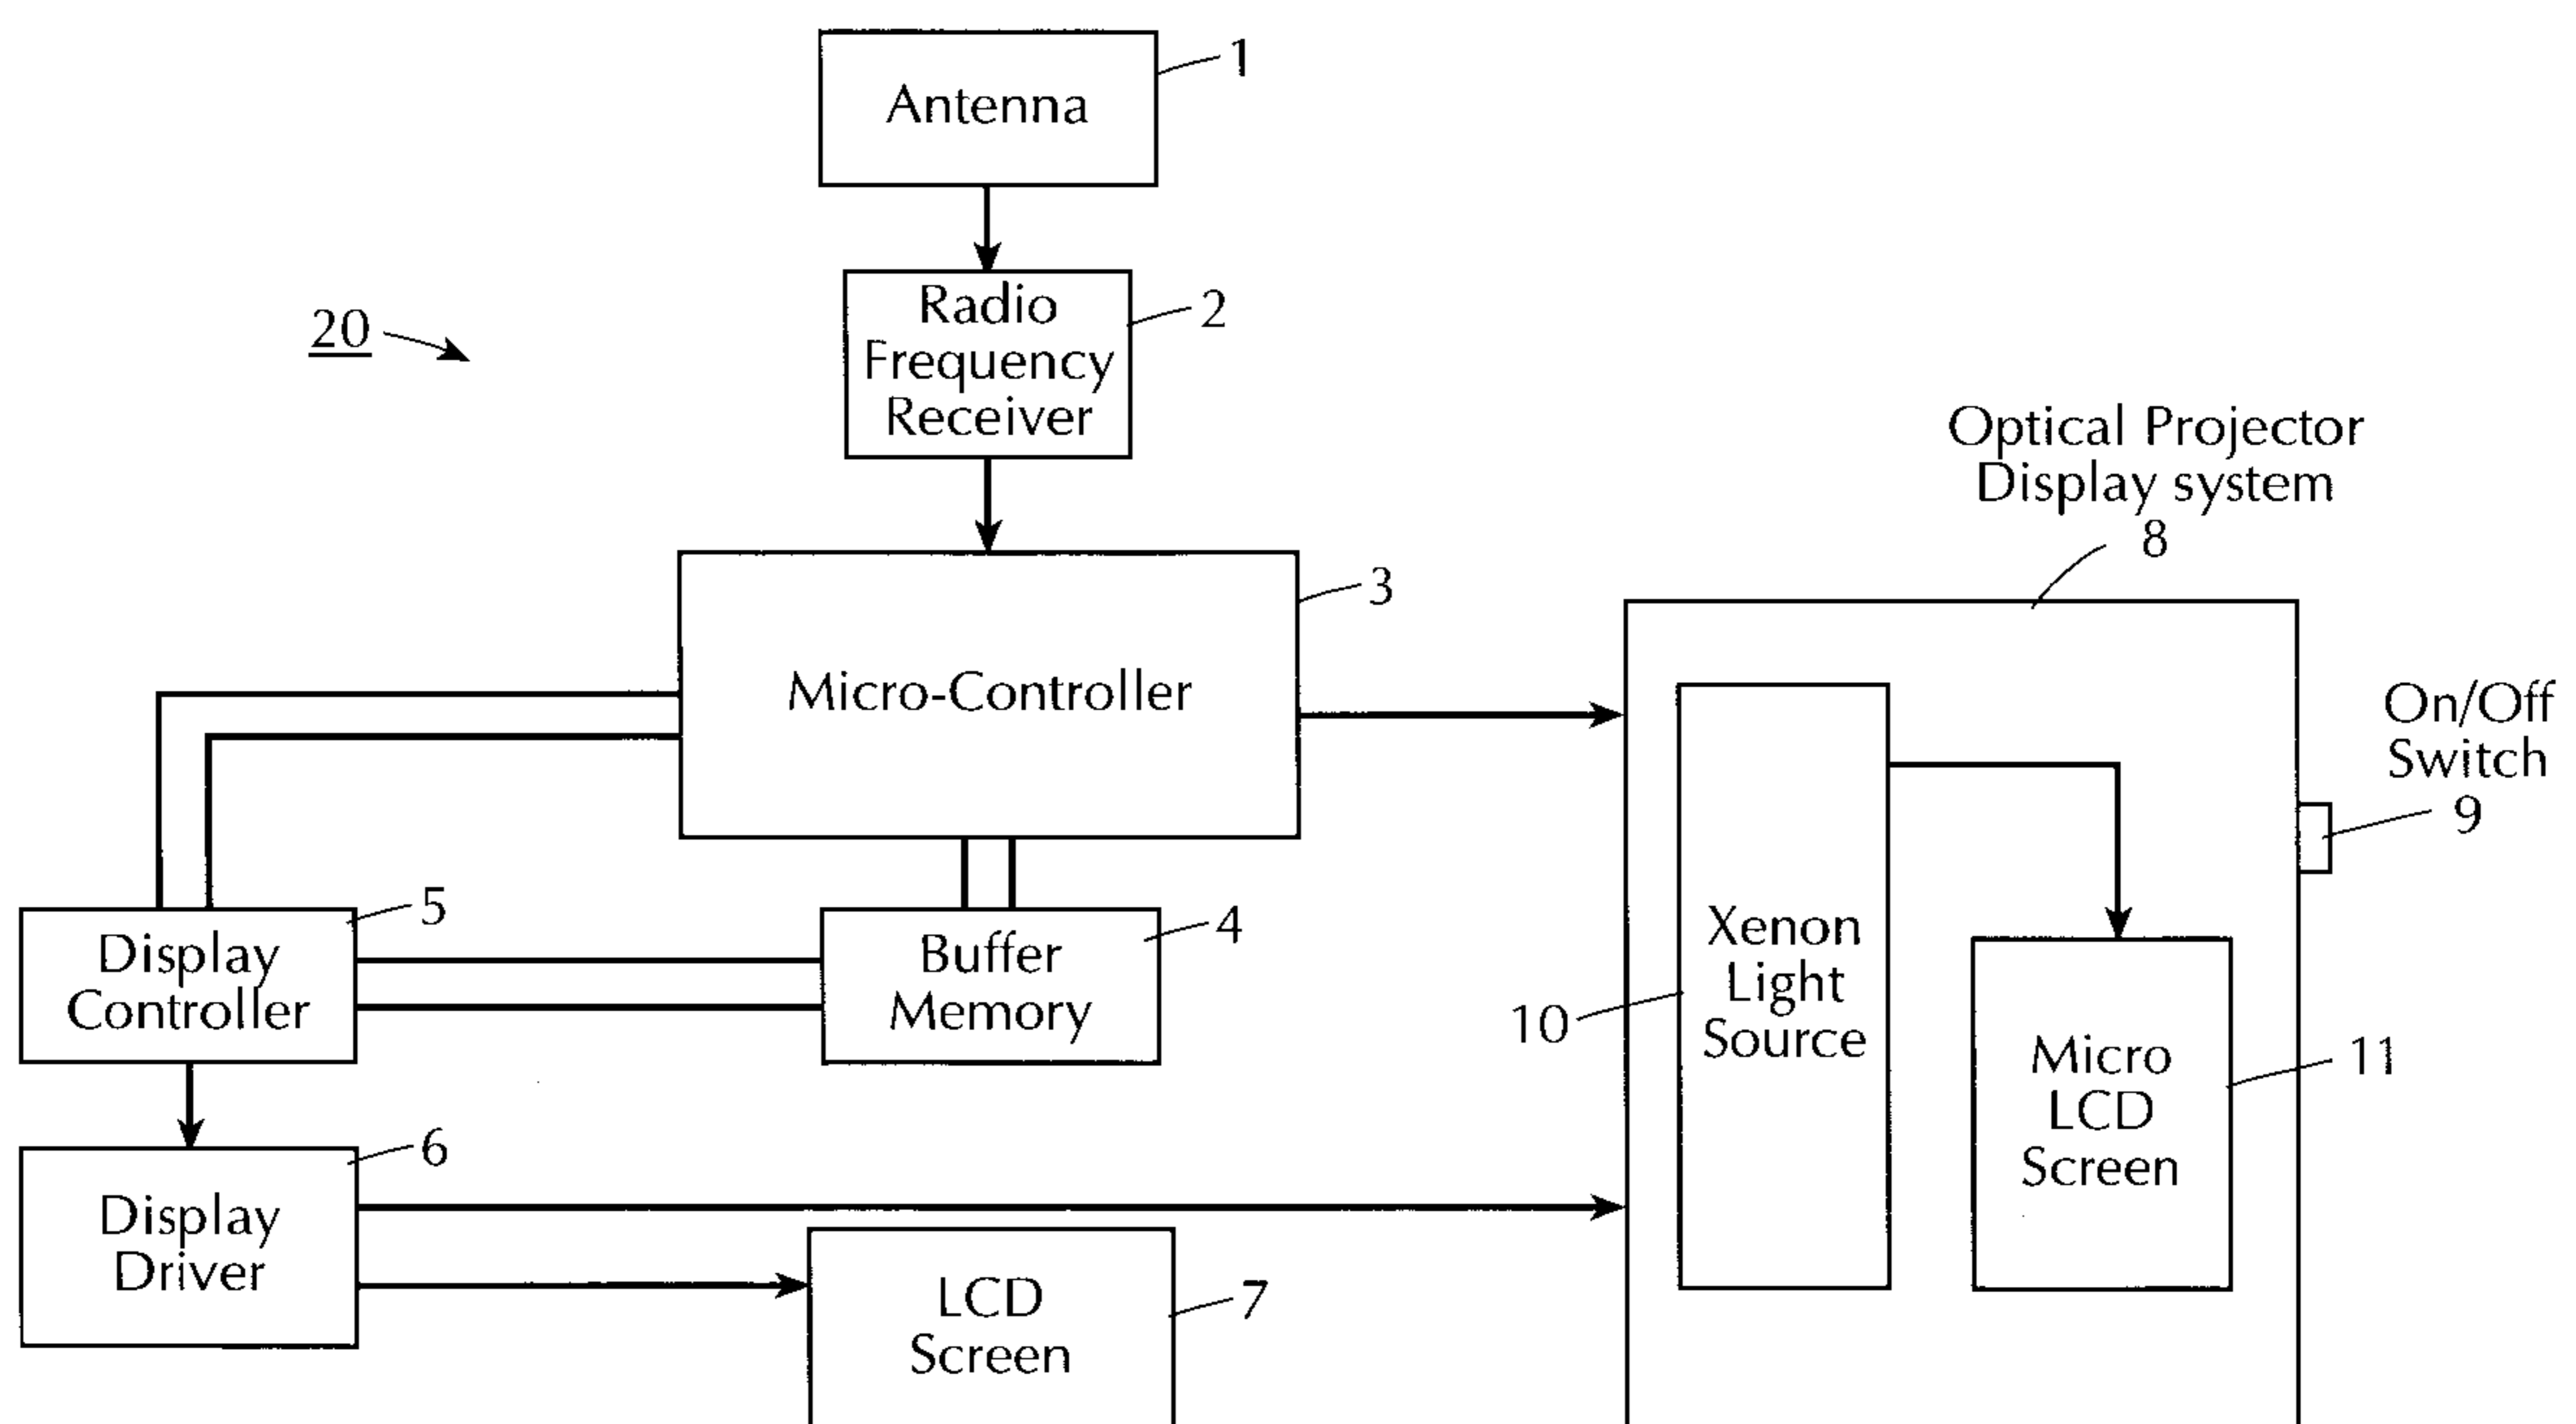 Antenna
1
Radio
Frequency
Receiver
2
20
Optical Projector
Display system
8
Micro-Controller
3
On/Off
Switch
9
Display
Controller
5
Buffer
Memory
4
Xenon
Light
Source
10
Micro
LCD
Screen
11
Display
Driver
6
LCD
Screen
7